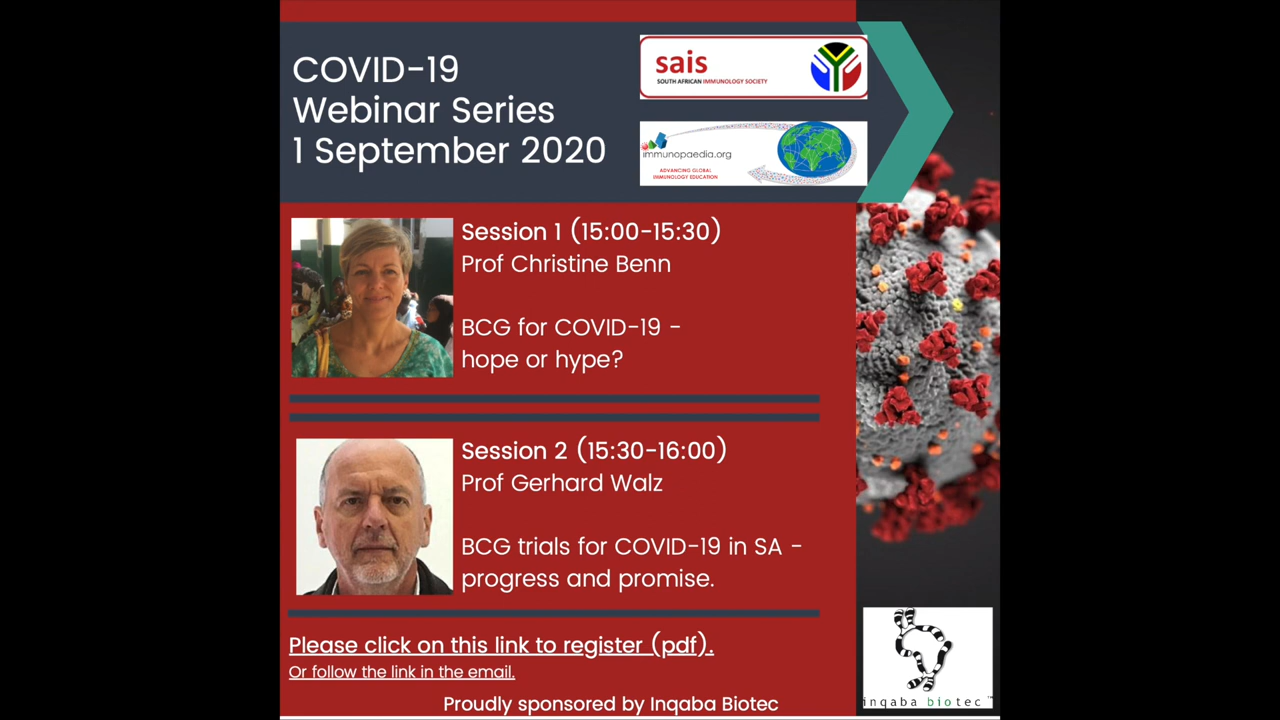 COVID-19
Webinar Series
1 September 2020
sais
SOUTH AFRICAN IMMUNOLOGY SOCIETY
immunopaedia.org
ADVANCING GLOBAL
IMMUNOLOGY EDUCATION
Session 1 (15:00-15:30)
Prof Christine Benn
BCG for COVID-19 -
hope or hype?
Session 2 (15:30-16:00)
Prof Gerhard Walz
BCG trials for COVID-19 in SA -
progress and promise.
Please click on this link to register (pdf).
Or follow the link in the email.
Proudly sponsored by Inqaba Biotec
inqaba biotec ™